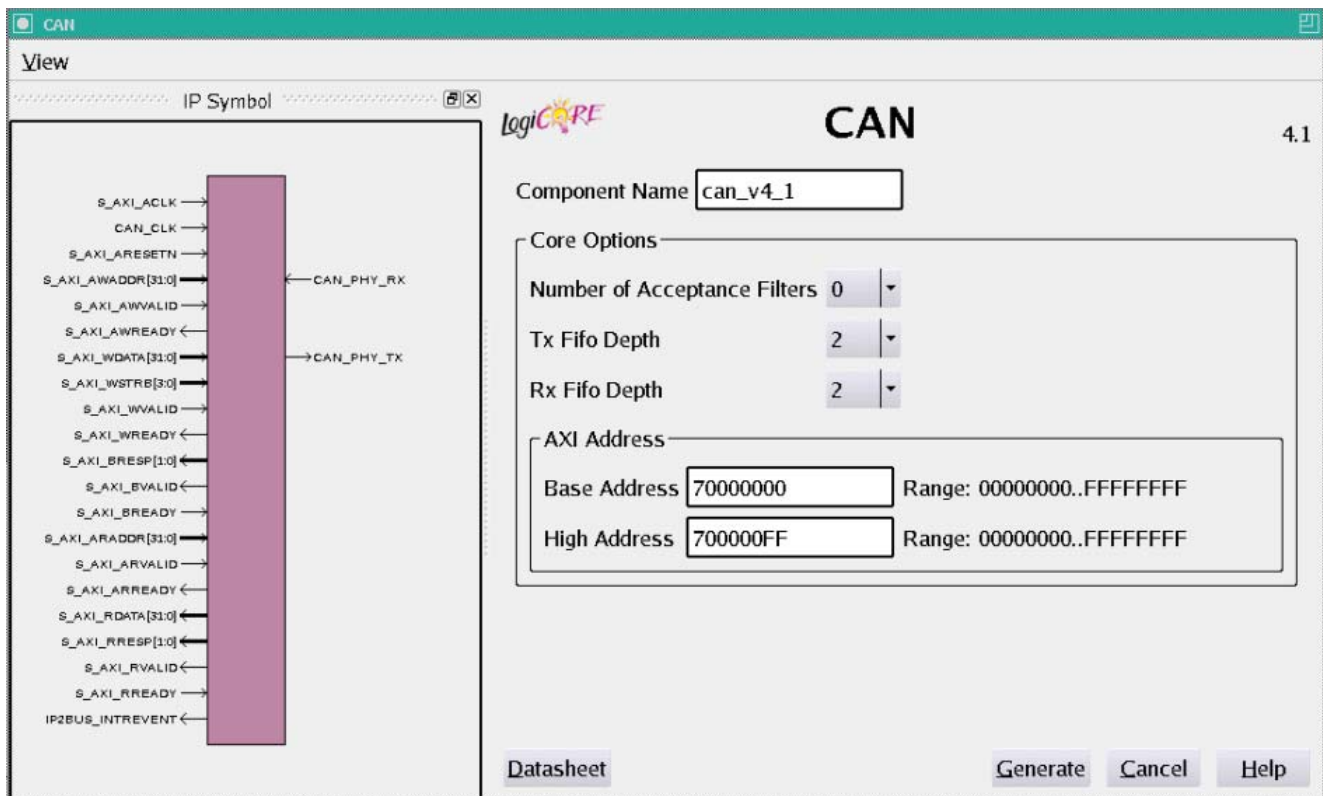 CAN
View
IP Symbol
S_AXI_ACLK
CAN_CLK
S_AXI_ARESETN
S_AXI_AWADDR[31:0]
S_AXI_AWVALID
S_AXI_AWREADY
S_AXI_WDATA[31:0]
S_AXI_WSTRB[3:0]
S_AXI_WVALID
S_AXI_WREADY
S_AXI_BRESP[1:0]
S_AXI_BVALID
S_AXI_BREADY
S_AXI_ARADDR[31:0]
S_AXI_ARVALID
S_AXI_ARREADY
S_AXI_RDATA[31:0]
S_AXI_RRESP[1:0]
S_AXI_RVALID
S_AXI_RREADY
IP2BUS_INTREVENT
CAN_PHY_RX
CAN_PHY_TX
LogiCORE
CAN
4.1
Component Name can_v4_1
Core Options
Number of Acceptance Filters 0
Tx Fifo Depth 2
Rx Fifo Depth 2
AXI Address
Base Address 70000000 Range: 00000000..FFFFFFFF
High Address 700000FF Range: 00000000..FFFFFFFF
Datasheet Generate Cancel Help